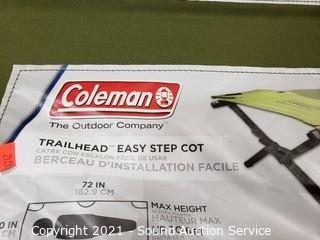 Coleman
The Outdoor Company
TRAILHEAD™ EASY STEP COT
CATRE CON ESCALÓN FÁCIL DE USAR
BERCEAU D'INSTALLATION FACILE
72 IN
182.9 CM
MAX HEIGHT
HAUTEUR MAX
Copyright 2021 - Sound Auction Service